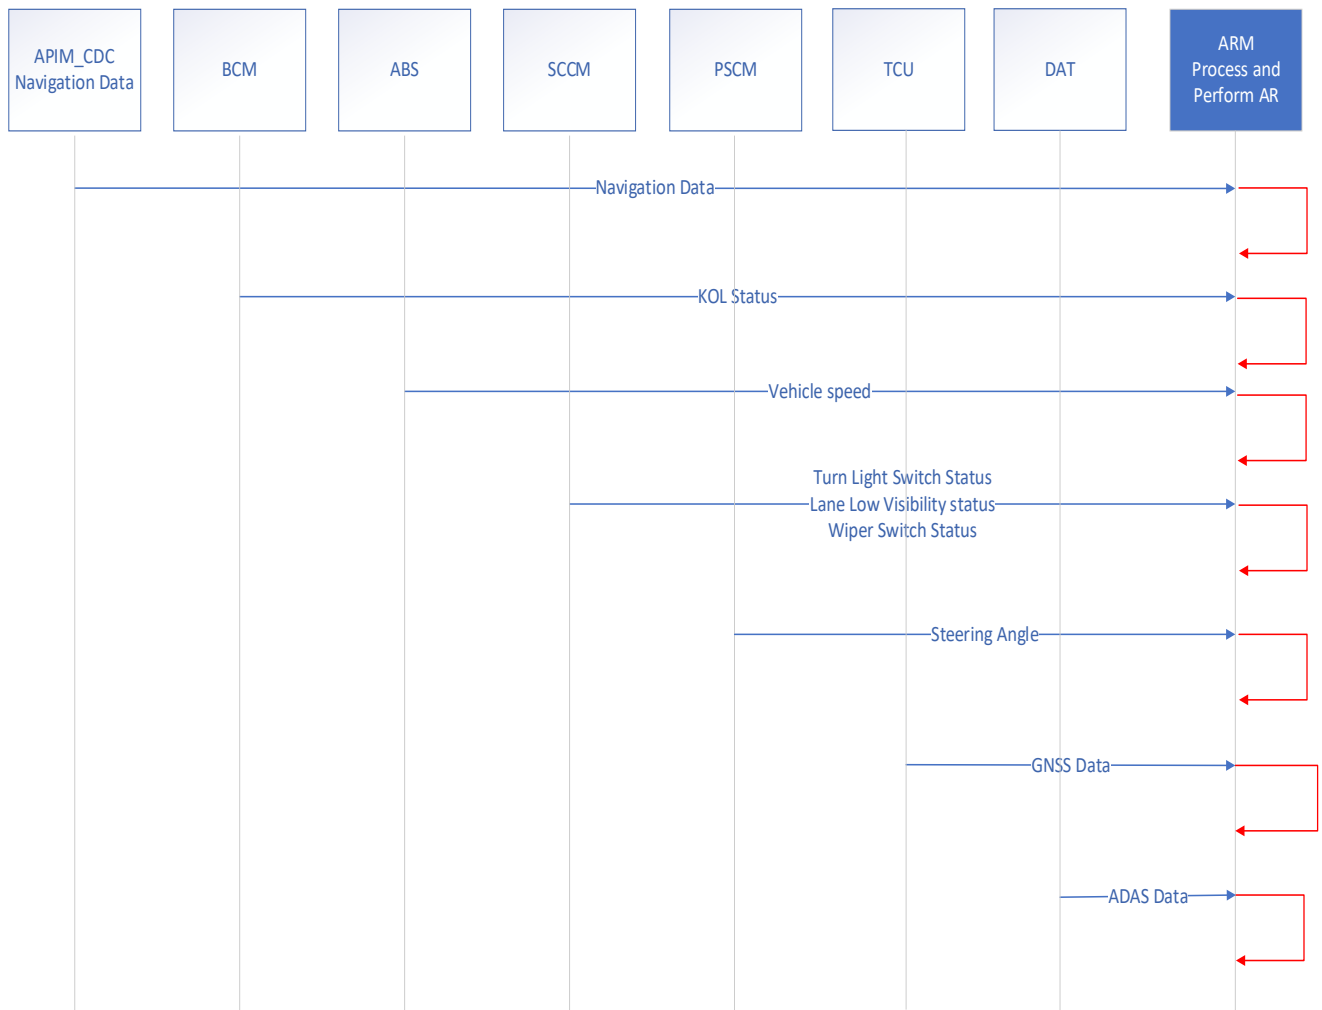 APIM_CDC
Navigation Data
BCM
ABS
SCCM
PSCM
TCU
DAT
ARM
Process and
Perform AR
Navigation Data
KOL Status
Vehicle speed
Turn Light Switch Status
Lane Low Visibility status
Wiper Switch Status
Steering Angle
GNSS Data
ADAS Data